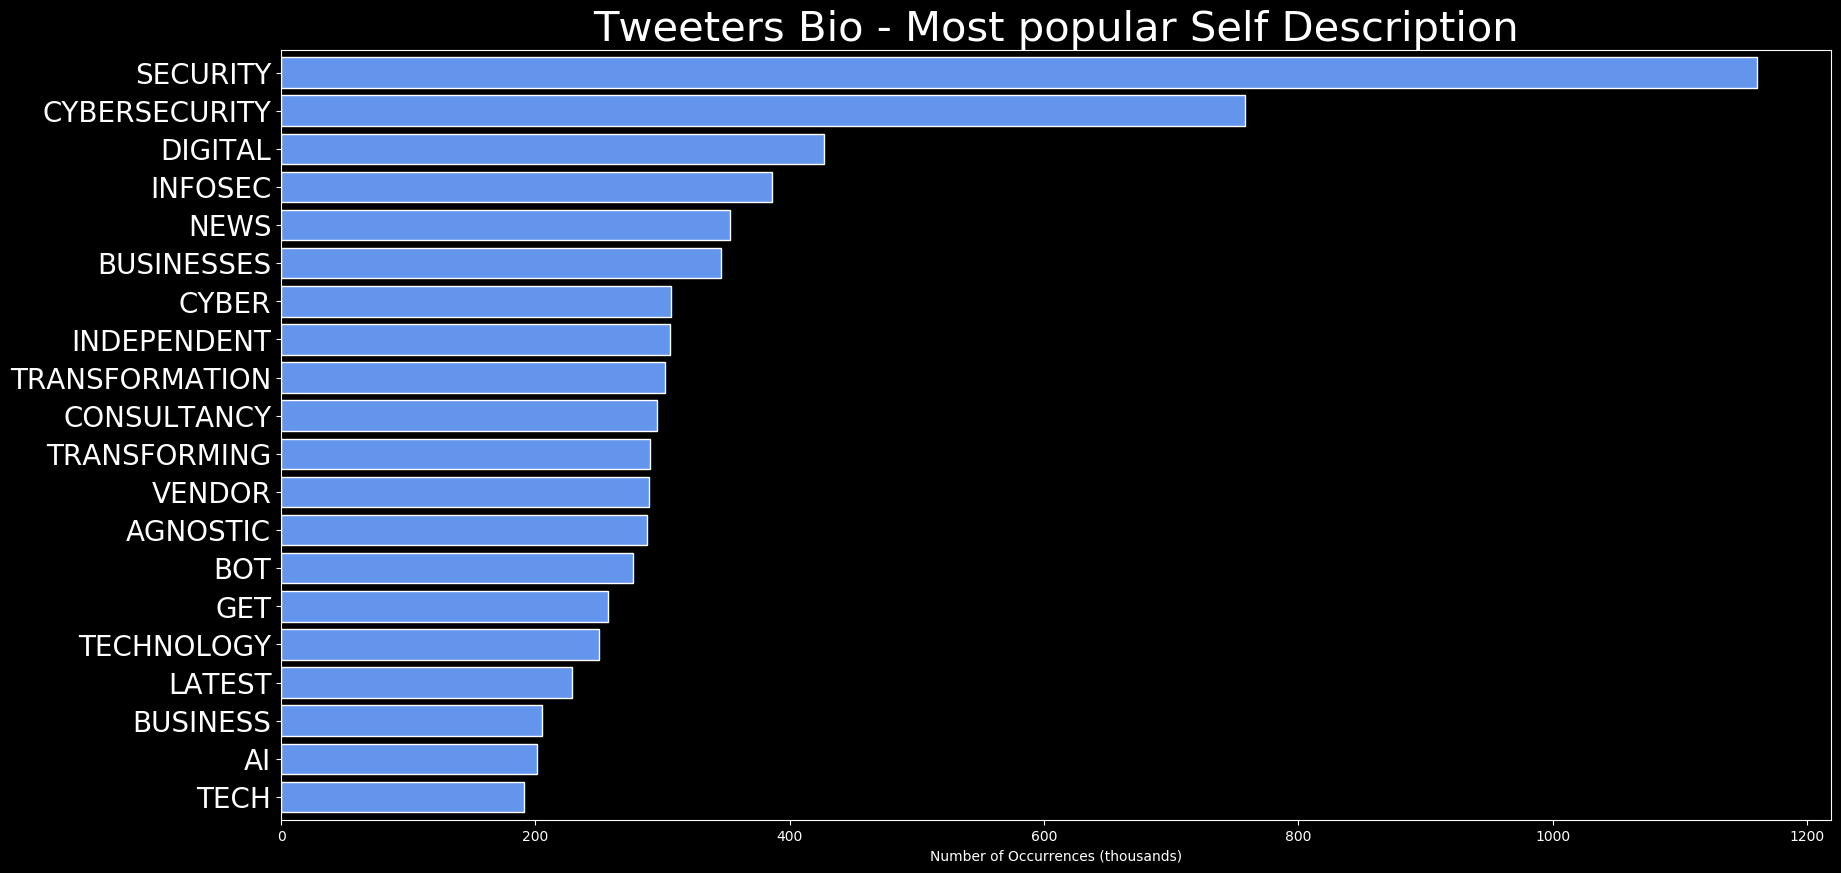 Tweeters Bio - Most popular Self Description
SECURITY
CYBERSECURITY
DIGITAL
INFOSEC
NEWS
BUSINESSES
CYBER
INDEPENDENT
TRANSFORMATION
CONSULTANCY
TRANSFORMING
VENDOR
AGNOSTIC
BOT
GET
TECHNOLOGY
LATEST
BUSINESS
AI
TECH
0 200 400 600 800 1000 1200
Number of Occurrences (thousands)